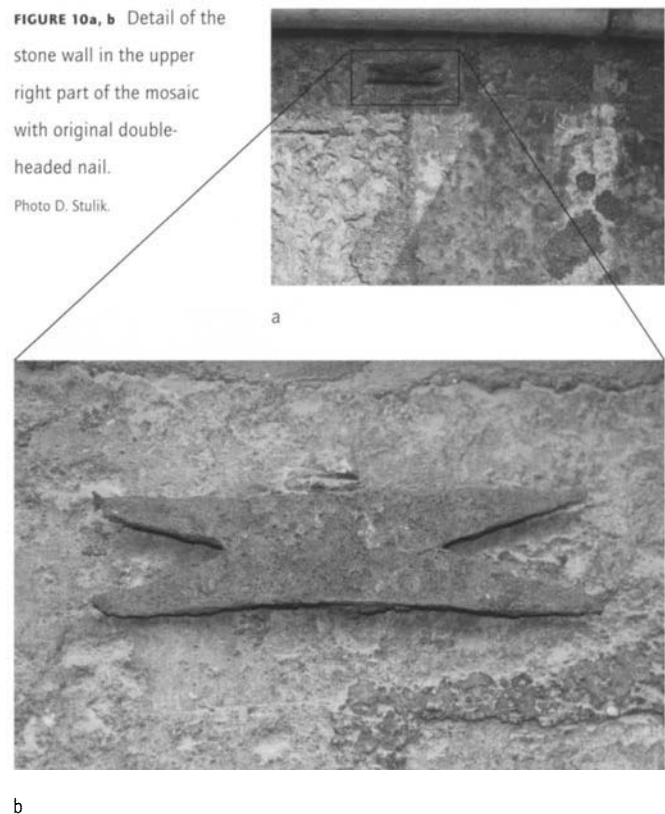 FIGURE 10a, b Detail of the
stone wall in the upper
right part of the mosaic
with original double-
headed nail.
Photo D. Stulik.
a
b